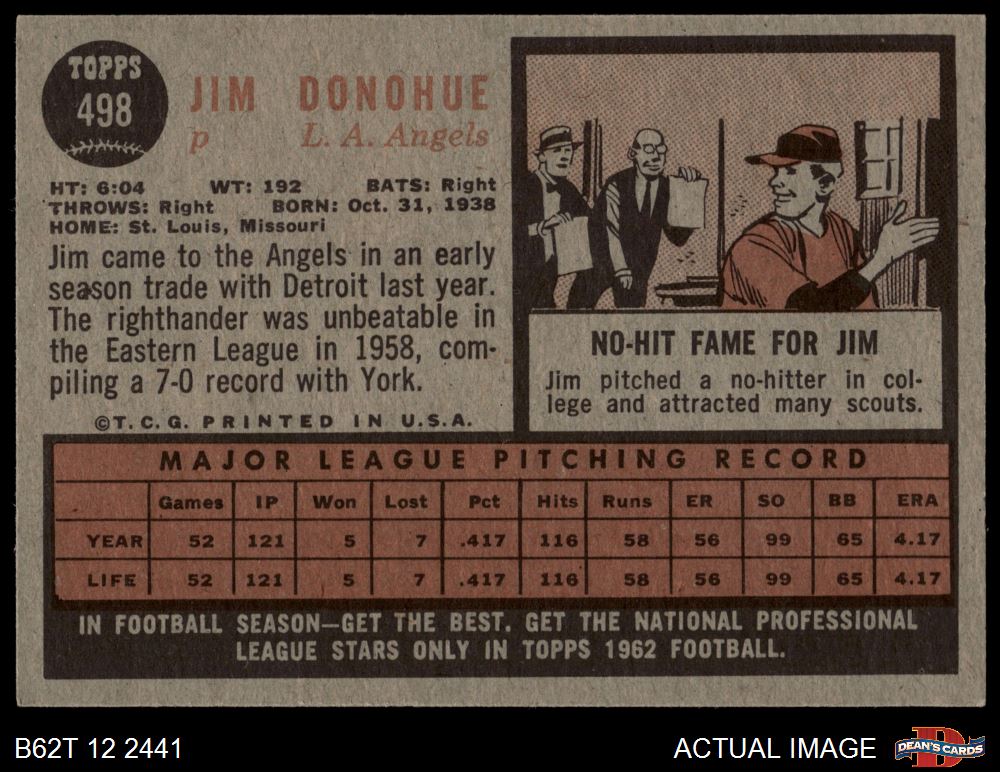 TOPPS
498
JIM DONOHUE
p L. A. Angels
HT: 6:04 WT: 192 BATS: Right
THROWS: Right BORN: Oct. 31, 1938
HOME: St. Louis, Missouri
Jim came to the Angels in an early
season trade with Detroit last year.
The righthander was unbeatable in
the Eastern League in 1958, com-
piling a 7-0 record with York.
©T. C. G. PRINTED IN U.S.A.
NO-HIT FAME FOR JIM
Jim pitched a no-hitter in col-
lege and attracted many scouts.
MAJOR LEAGUE PITCHING RECORD
Games IP Won Lost Pct Hits Runs ER SO BB ERA
YEAR 52 121 5 7 .417 116 58 56 99 65 4.17
LIFE 52 121 5 7 .417 116 58 56 99 65 4.17
IN FOOTBALL SEASON—GET THE BEST. GET THE NATIONAL PROFESSIONAL
LEAGUE STARS ONLY IN TOPPS 1962 FOOTBALL.
B62T 12 2441 ACTUAL IMAGE D DEAN'S CARDS